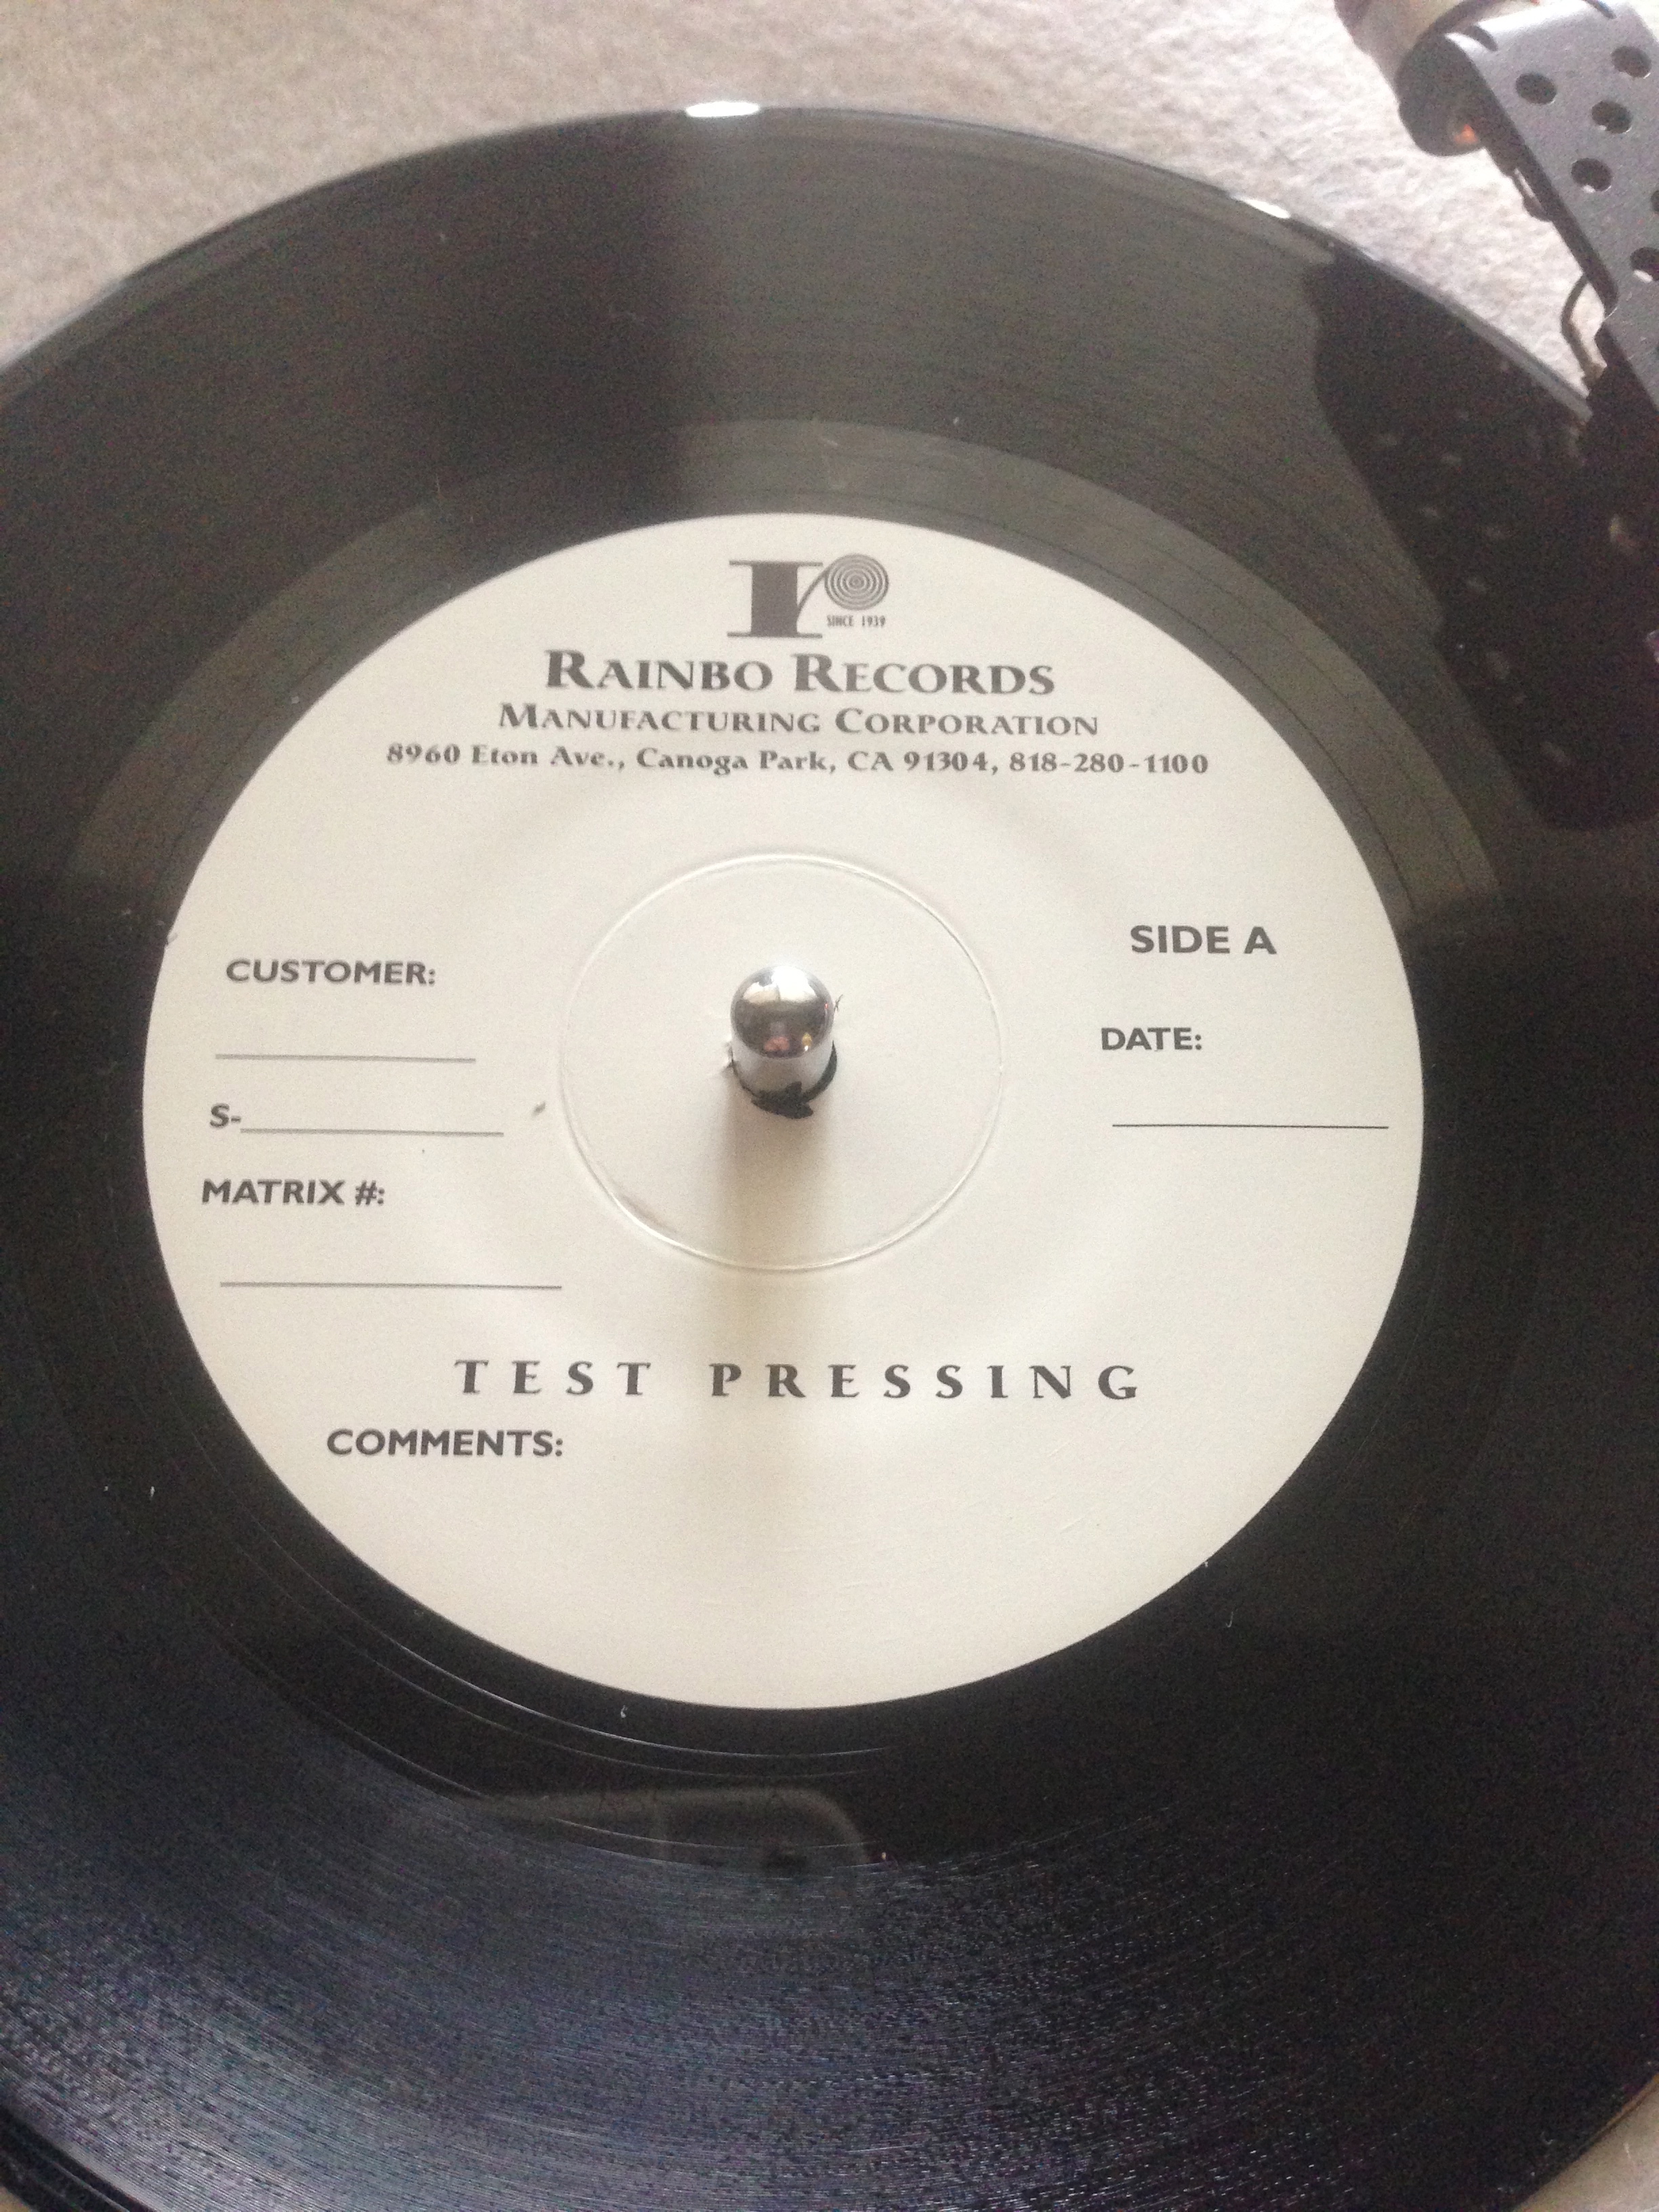 r
SINCE 1939
RAINBO RECORDS
MANUFACTURING CORPORATION
8960 Eton Ave., Canoga Park, CA 91304, 818-280-1100
SIDE A
CUSTOMER:
DATE:
S-
MATRIX #:
TEST PRESSING
COMMENTS: